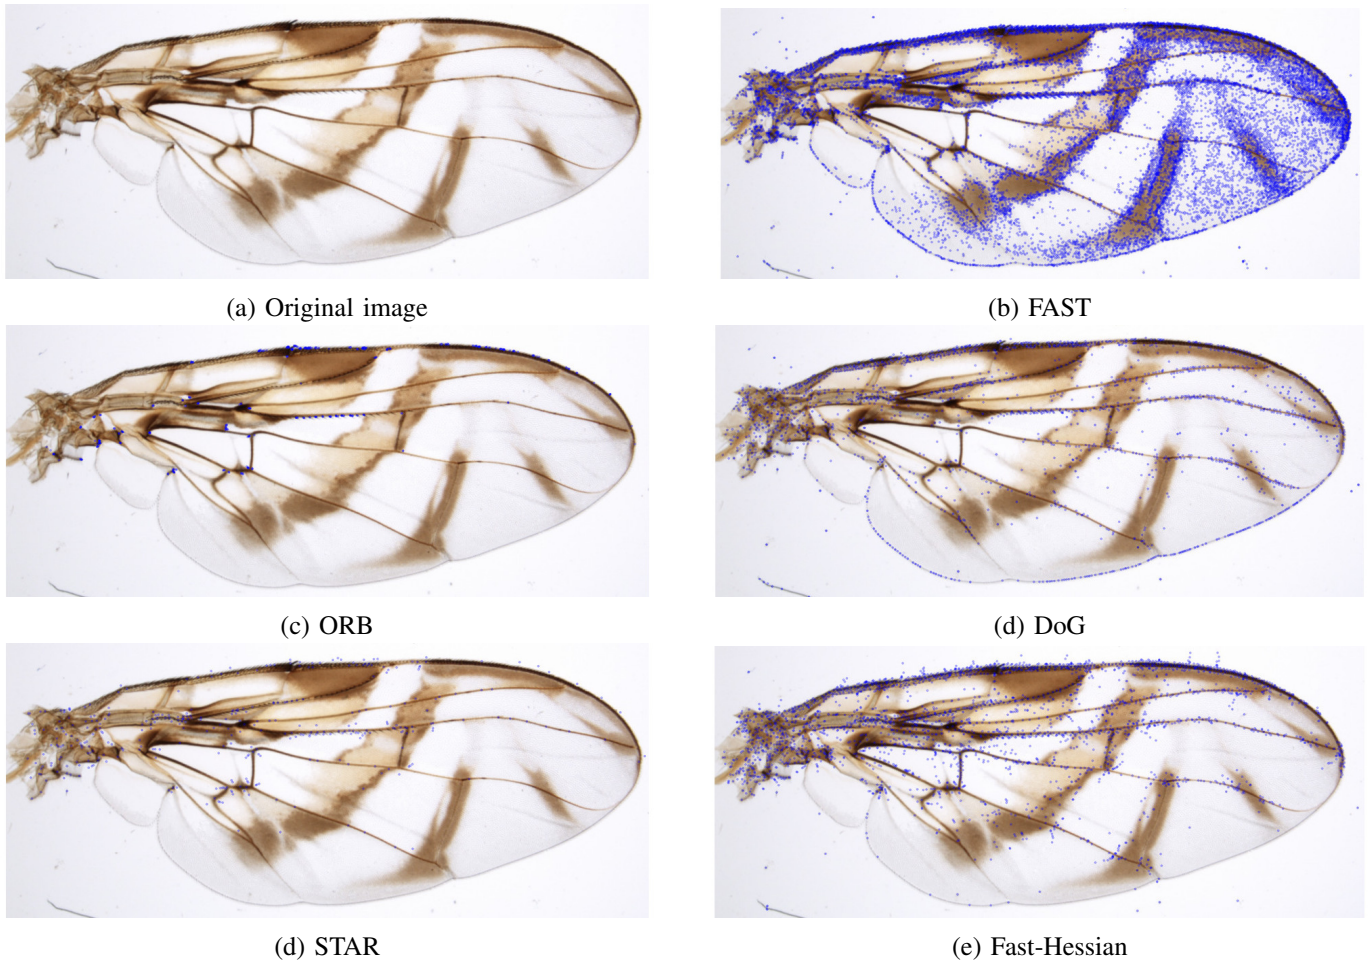 (a) Original image
(b) FAST
(c) ORB
(d) DoG
(d) STAR
(e) Fast-Hessian